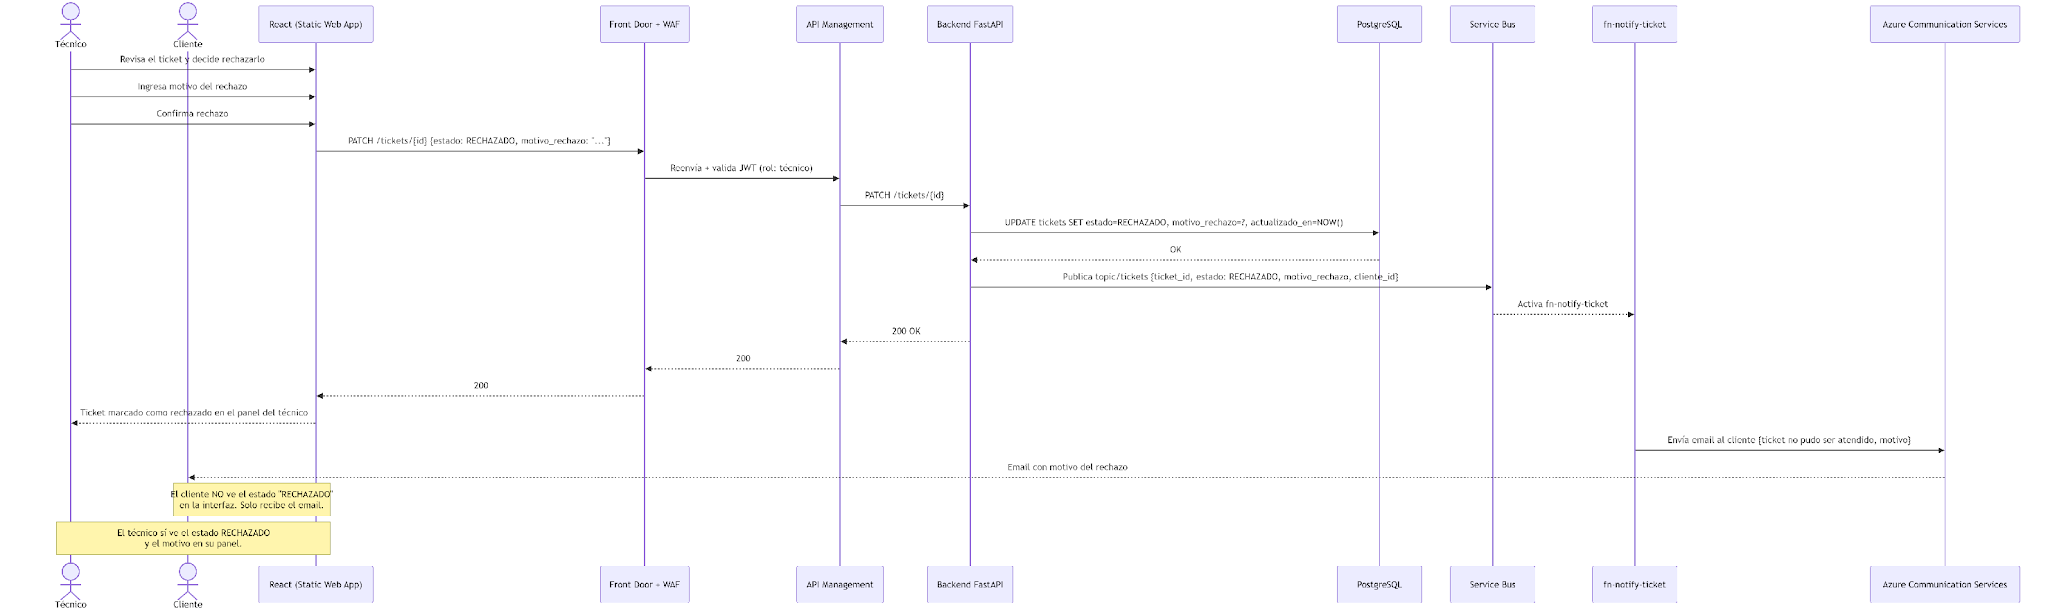 Técnico
Cliente
React (Static Web App)
Front Door + WAF
API Management
Backend FastAPI
PostgreSQL
Service Bus
fn-notify-ticket
Azure Communication Services
Revisa el ticket y decide rechazarlo
Ingresa motivo del rechazo
Confirma rechazo
PATCH /tickets/{id} {estado: RECHAZADO, motivo_rechazo: "..."}
Reenvía + valida JWT (rol: técnico)
PATCH /tickets/{id}
UPDATE tickets SET estado=RECHAZADO, motivo_rechazo=?, actualizado_en=NOW()
OK
Publica topic/tickets {ticket_id, estado: RECHAZADO, motivo_rechazo, cliente_id}
Activa fn-notify-ticket
200 OK
200
200
Ticket marcado como rechazado en el panel del técnico
Envía email al cliente {ticket no pudo ser atendido, motivo}
Email con motivo del rechazo
El cliente NO ve el estado "RECHAZADO"
en la interfaz. Solo recibe el email.
El técnico sí ve el estado RECHAZADO
y el motivo en su panel.
Técnico
Cliente
React (Static Web App)
Front Door + WAF
API Management
Backend FastAPI
PostgreSQL
Service Bus
fn-notify-ticket
Azure Communication Services